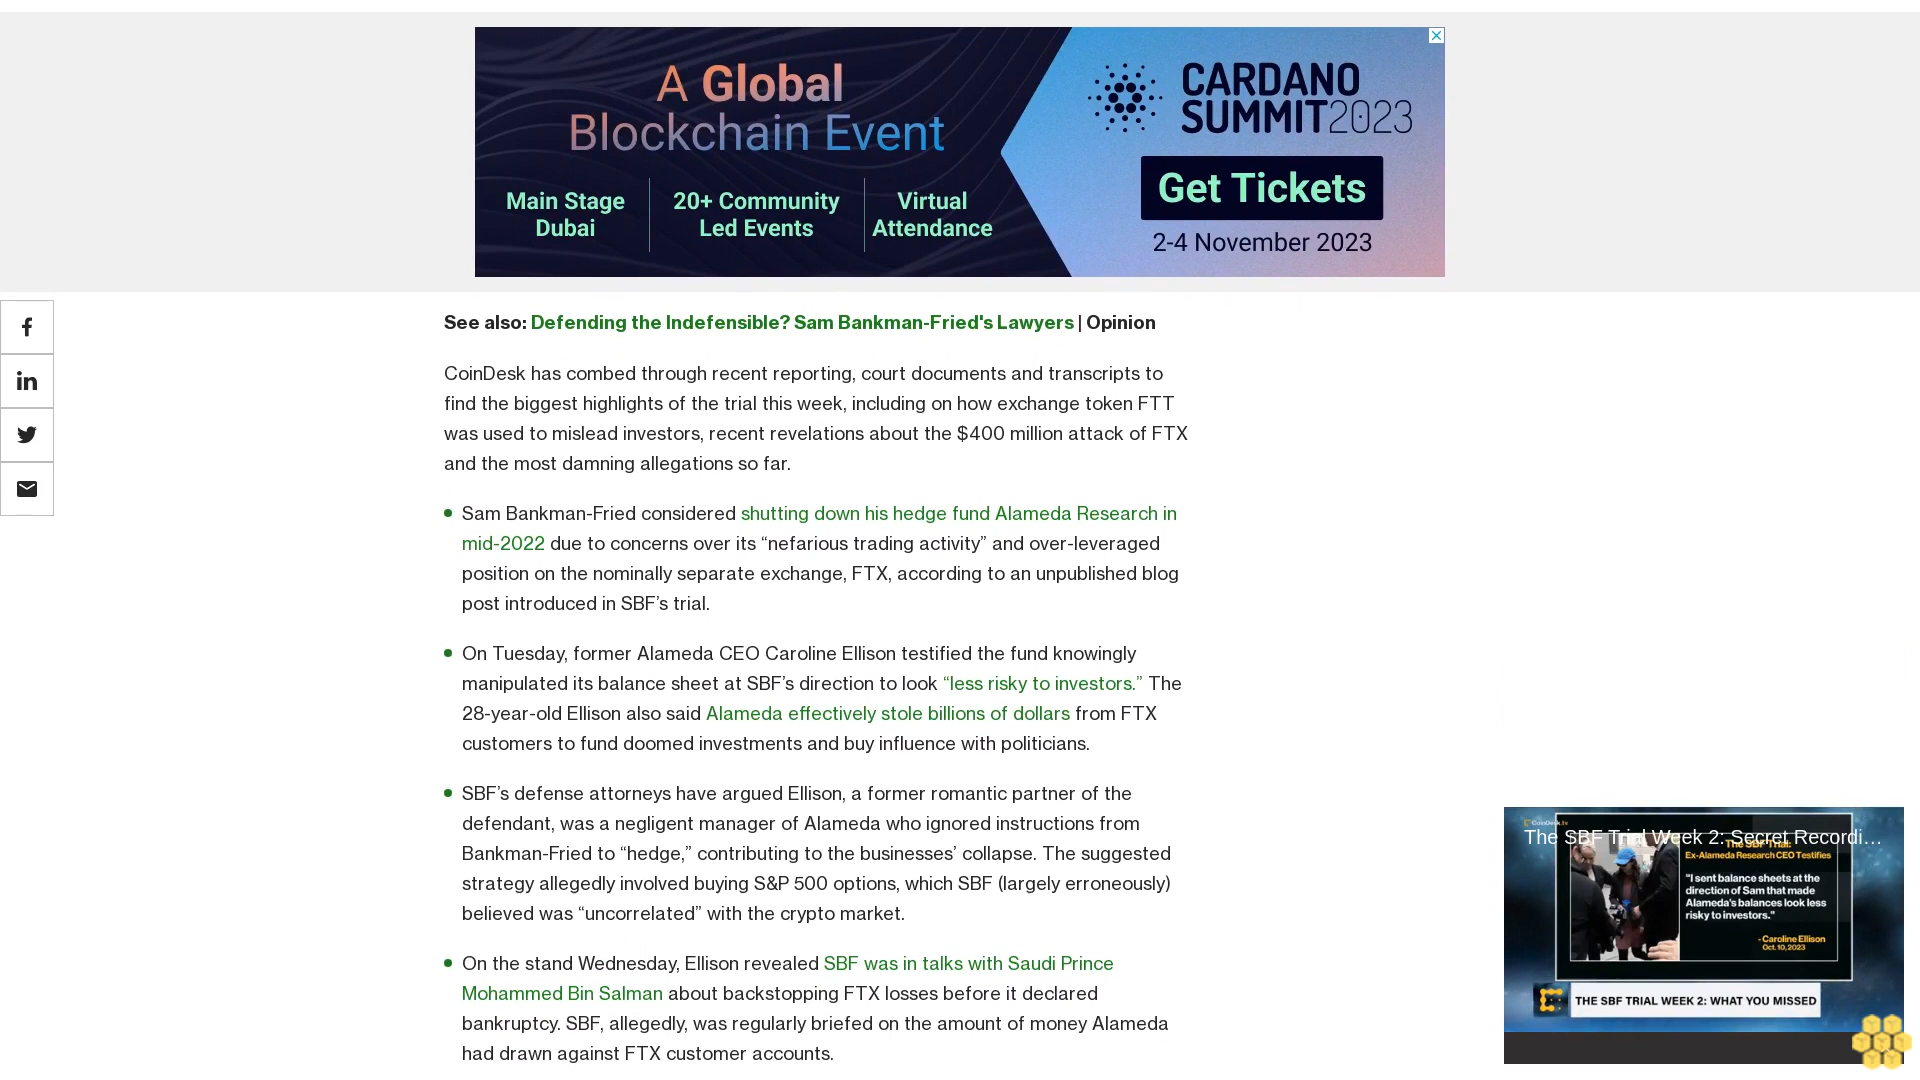 A Global
Blockchain Event
Main Stage
Dubai
20+ Community
Led Events
Virtual
Attendance
CARDANO
SUMMIT2023
Get Tickets
2-4 November 2023
See also: Defending the Indefensible? Sam Bankman-Fried's Lawyers | Opinion
CoinDesk has combed through recent reporting, court documents and transcripts to
find the biggest highlights of the trial this week, including on how exchange token FTT
was used to mislead investors, recent revelations about the $400 million attack of FTX
and the most damning allegations so far.
Sam Bankman-Fried considered shutting down his hedge fund Alameda Research in
mid-2022 due to concerns over its “nefarious trading activity” and over-leveraged
position on the nominally separate exchange, FTX, according to an unpublished blog
post introduced in SBF’s trial.
On Tuesday, former Alameda CEO Caroline Ellison testified the fund knowingly
manipulated its balance sheet at SBF’s direction to look “less risky to investors.” The
28-year-old Ellison also said Alameda effectively stole billions of dollars from FTX
customers to fund doomed investments and buy influence with politicians.
SBF’s defense attorneys have argued Ellison, a former romantic partner of the
defendant, was a negligent manager of Alameda who ignored instructions from
Bankman-Fried to “hedge,” contributing to the businesses’ collapse. The suggested
strategy allegedly involved buying S&P 500 options, which SBF (largely erroneously)
believed was “uncorrelated” with the crypto market.
On the stand Wednesday, Ellison revealed SBF was in talks with Saudi Prince
Mohammed Bin Salman about backstopping FTX losses before it declared
bankruptcy. SBF, allegedly, was regularly briefed on the amount of money Alameda
had drawn against FTX customer accounts.
CoinDesk.tv
The SBF Trial Week 2: Secret Recordi…
The SBF Trial:
Ex-Alameda Research CEO Testifies
"I sent balance sheets at the
direction of Sam that made
Alameda's balances look less
risky to investors."
- Caroline Ellison
Oct. 10, 2023
THE SBF TRIAL WEEK 2: WHAT YOU MISSED